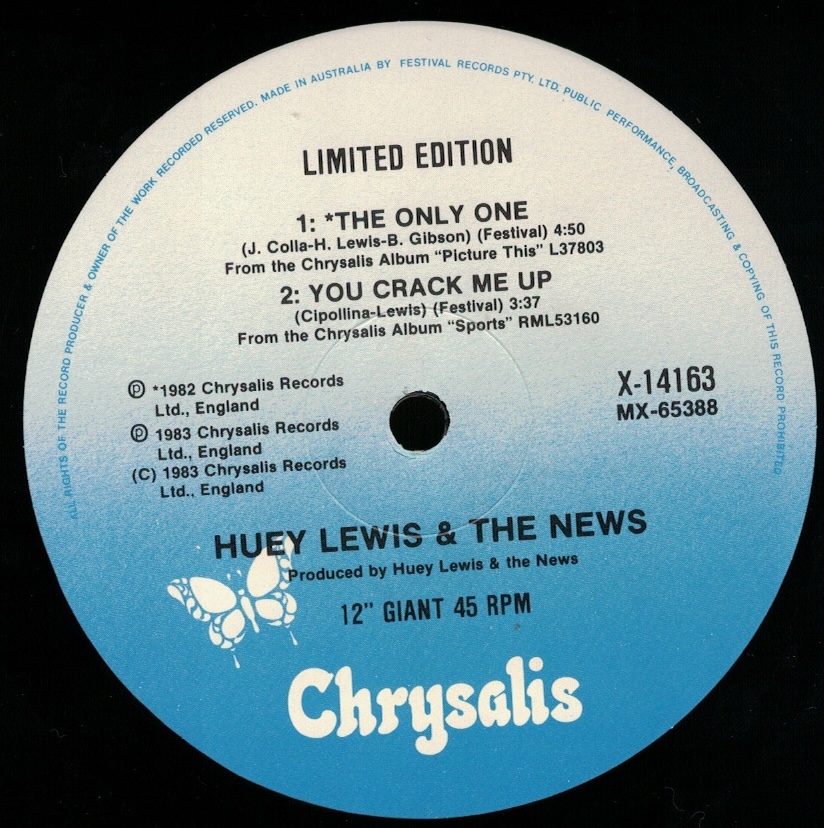 ALL RIGHTS OF THE RECORD PRODUCER & OWNER OF THE WORK RECORDED RESERVED. MADE IN AUSTRALIA BY FESTIVAL RECORDS PTY. LTD. PUBLIC PERFORMANCE, BROADCASTING & COPYING OF THIS RECORD PROHIBITED
LIMITED EDITION
1: *THE ONLY ONE
(J. Colla-H. Lewis-B. Gibson) (Festival) 4:50
From the Chrysalis Album “Picture This” L37803
2: YOU CRACK ME UP
(Cipollina-Lewis) (Festival) 3:37
From the Chrysalis Album “Sports” RML53160
℗ *1982 Chrysalis Records
Ltd., England
℗ 1983 Chrysalis Records
Ltd., England
(C) 1983 Chrysalis Records
Ltd., England
X-14163
MX-65388
HUEY LEWIS & THE NEWS
Produced by Huey Lewis & the News
12” GIANT 45 RPM
Chrysalis